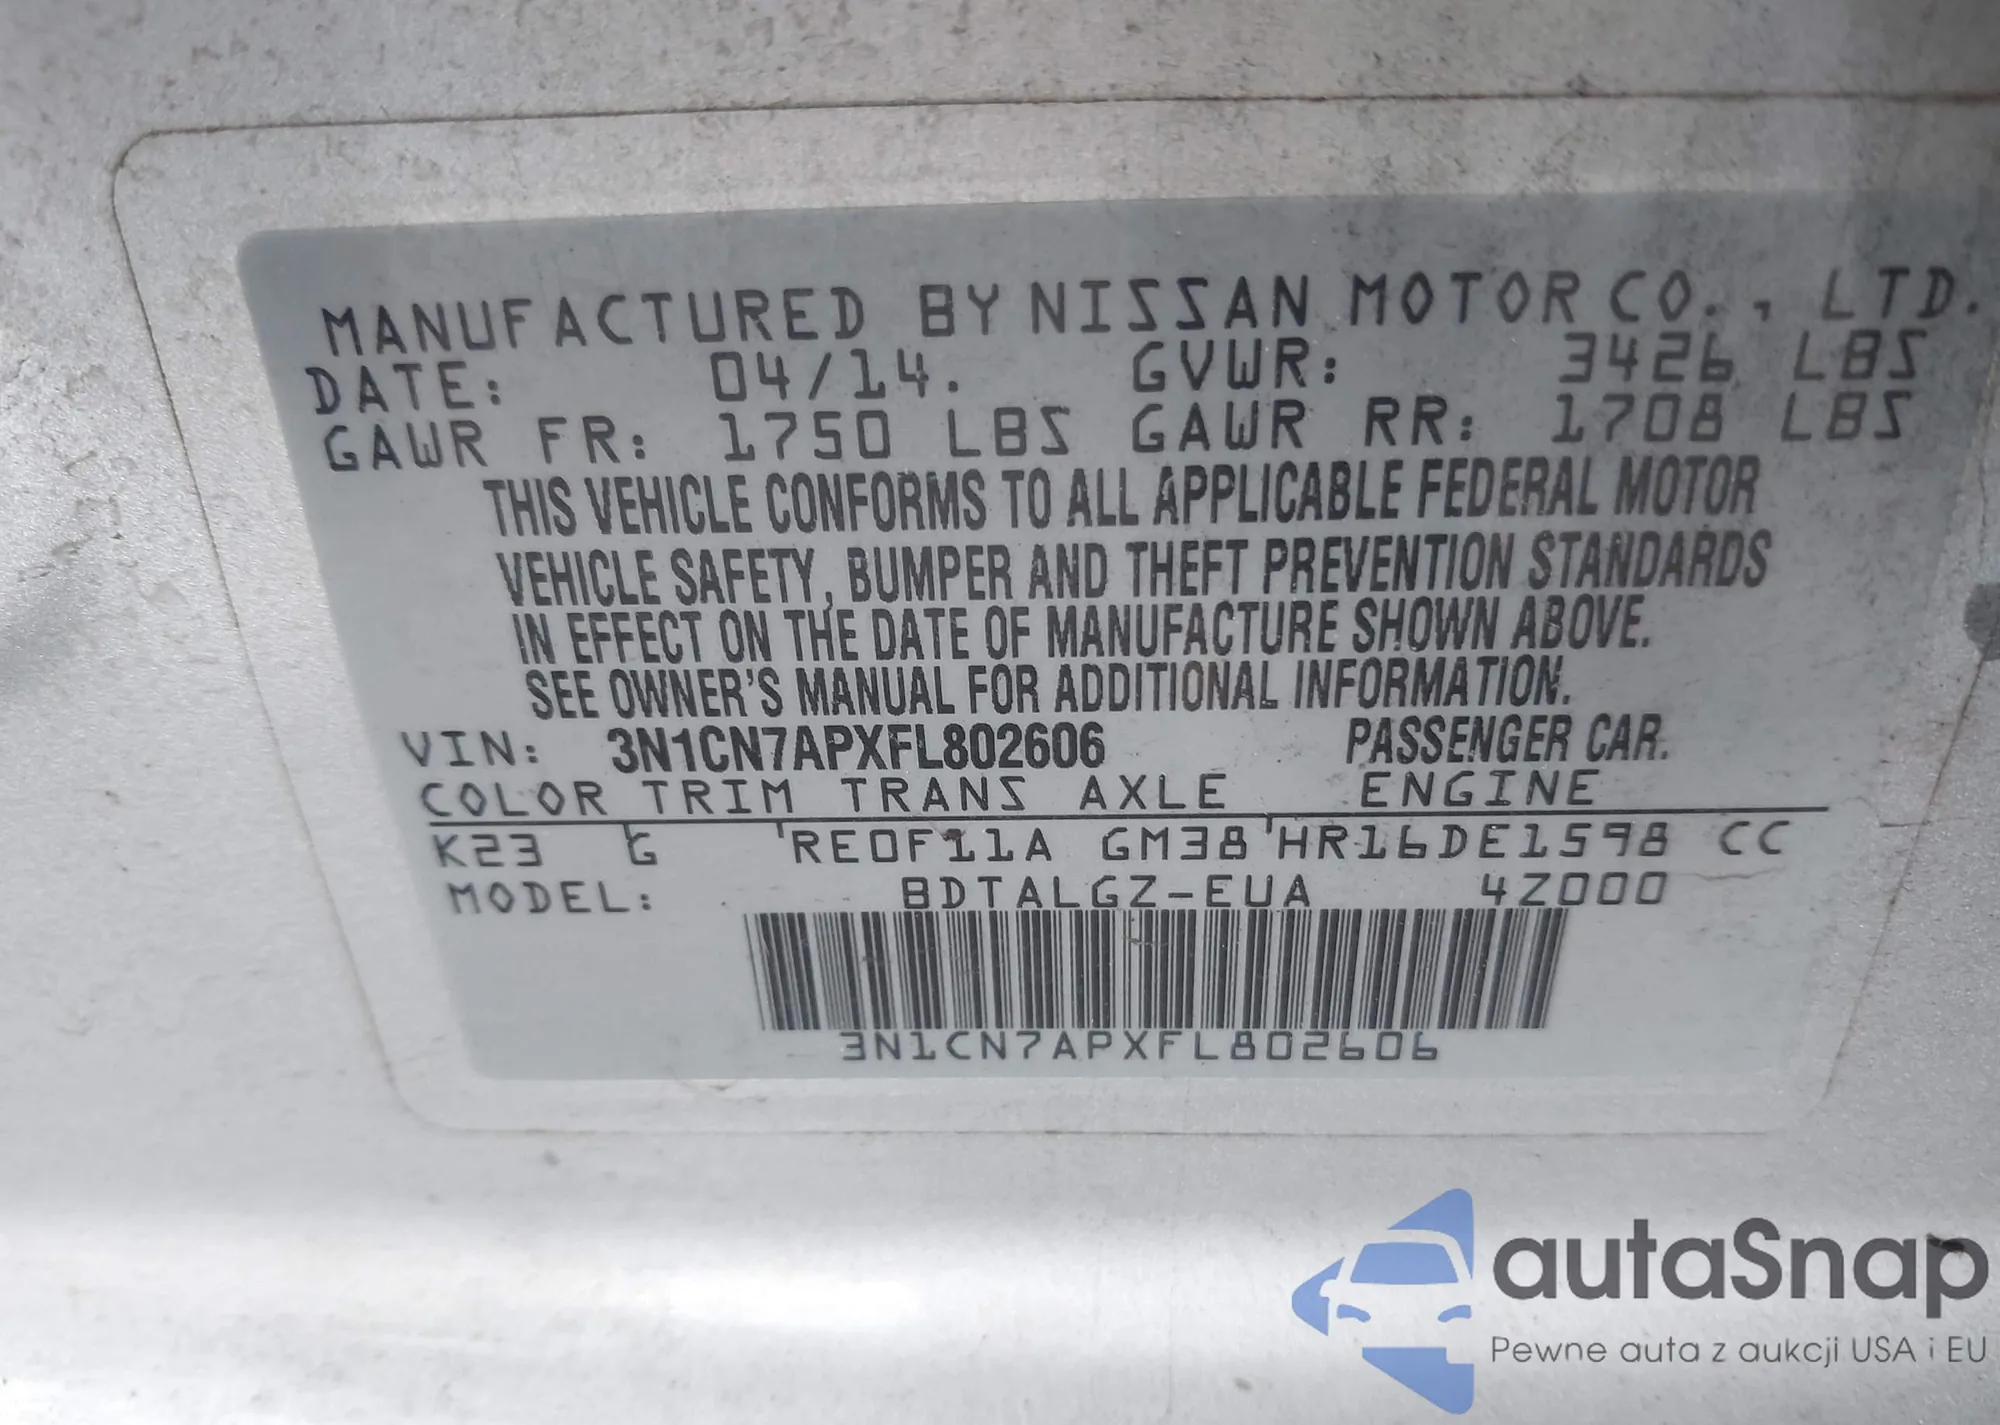 MANUFACTURED BY NISSAN MOTOR CO., LTD.
DATE: 04/14. GVWR: 3426 LBS
GAWR FR: 1750 LBS GAWR RR: 1708 LBS
THIS VEHICLE CONFORMS TO ALL APPLICABLE FEDERAL MOTOR
VEHICLE SAFETY, BUMPER AND THEFT PREVENTION STANDARDS
IN EFFECT ON THE DATE OF MANUFACTURE SHOWN ABOVE.
SEE OWNER'S MANUAL FOR ADDITIONAL INFORMATION.
VIN: 3N1CN7APXFL802606 PASSENGER CAR.
COLOR TRIM TRANS AXLE ENGINE
K23 G RE0F11A GM38 HR16DE1598 CC
MODEL: BDTALGZ-EUA 4Z000
3N1CN7APXFL802606
autaSnap
Pewne auta z aukcji USA i EU